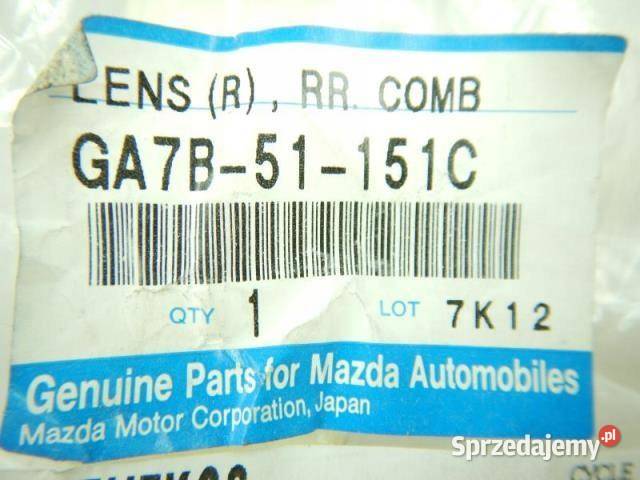 LENS (R), RR. COMB
GA7B-51-151C
QTY 1 LOT 7K12
Genuine Parts for Mazda Automobiles
Mazda Motor Corporation, Japan
CYCLE
Sprzedajemy.pl